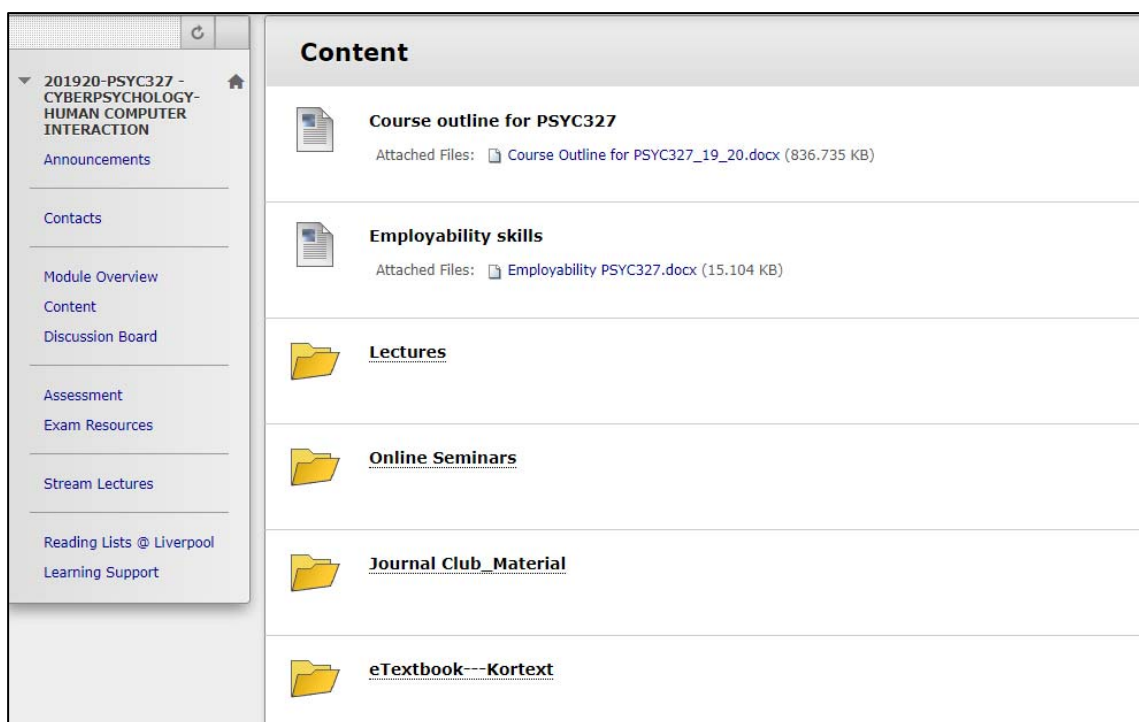 201920-PSYC327 -
CYBERPSYCHOLOGY-
HUMAN COMPUTER
INTERACTION
Announcements
Contacts
Module Overview
Content
Discussion Board
Assessment
Exam Resources
Stream Lectures
Reading Lists @ Liverpool
Learning Support
Content
Course outline for PSYC327
Attached Files: Course Outline for PSYC327_19_20.docx (836.735 KB)
Employability skills
Attached Files: Employability PSYC327.docx (15.104 KB)
Lectures
Online Seminars
Journal Club_Material
eTextbook---Kortext